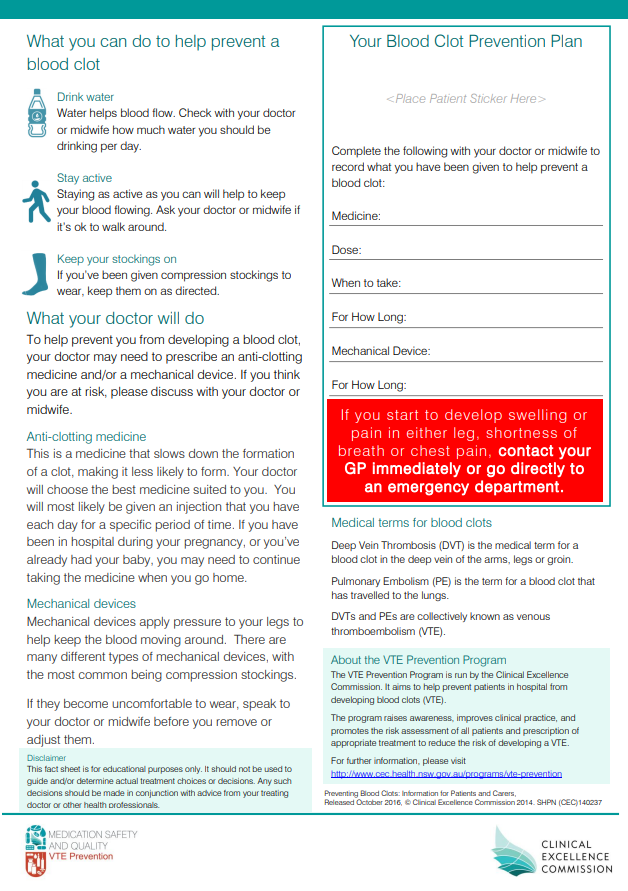 What you can do to help prevent a
blood clot
Drink water
Water helps blood flow. Check with your doctor
or midwife how much water you should be
drinking per day.
Stay active
Staying as active as you can will help to keep
your blood flowing. Ask your doctor or midwife if
it's ok to walk around.
Keep your stockings on
If you've been given compression stockings to
wear, keep them on as directed.
What your doctor will do
To help prevent you from developing a blood clot,
your doctor may need to prescribe an anti-clotting
medicine and/or a mechanical device. If you think
you are at risk, please discuss with your doctor or
midwife.
Anti-clotting medicine
This is a medicine that slows down the formation
of a clot, making it less likely to form. Your doctor
will choose the best medicine suited to you. You
will most likely be given an injection that you have
each day for a specific period of time. If you have
been in hospital during your pregnancy, or you've
already had your baby, you may need to continue
taking the medicine when you go home.
Mechanical devices
Mechanical devices apply pressure to your legs to
help keep the blood moving around. There are
many different types of mechanical devices, with
the most common being compression stockings.
If they become uncomfortable to wear, speak to
your doctor or midwife before you remove or
adjust them.
Disclaimer
This fact sheet is for educational purposes only. It should not be used to
guide and/or determine actual treatment choices or decisions. Any such
decisions should be made in conjunction with advice from your treating
doctor or other health professionals.
Your Blood Clot Prevention Plan
<Place Patient Sticker Here>
Complete the following with your doctor or midwife to
record what you have been given to help prevent a
blood clot:
Medicine:
Dose:
When to take:
For How Long:
Mechanical Device:
For How Long:
If you start to develop swelling or
pain in either leg, shortness of
breath or chest pain, contact your
GP immediately or go directly to
an emergency department.
Medical terms for blood clots
Deep Vein Thrombosis (DVT) is the medical term for a
blood clot in the deep vein of the arms, legs or groin.
Pulmonary Embolism (PE) is the term for a blood clot that
has travelled to the lungs.
DVTs and PEs are collectively known as venous
thromboembolism (VTE).
About the VTE Prevention Program
The VTE Prevention Program is run by the Clinical Excellence
Commission. It aims to help prevent patients in hospital from
developing blood clots (VTE).
The program raises awareness, improves clinical practice, and
promotes the risk assessment of all patients and prescription of
appropriate treatment to reduce the risk of developing a VTE.
For further information, please visit
http://www.cec.health.nsw.gov.au/programs/vte-prevention
Preventing Blood Clots: Information for Patients and Carers,
Released October 2016, © Clinical Excellence Commission 2014. SHPN (CEC)140237
MEDICATION SAFETY
AND QUALITY
VTE Prevention
CLINICAL
EXCELLENCE
COMMISSION